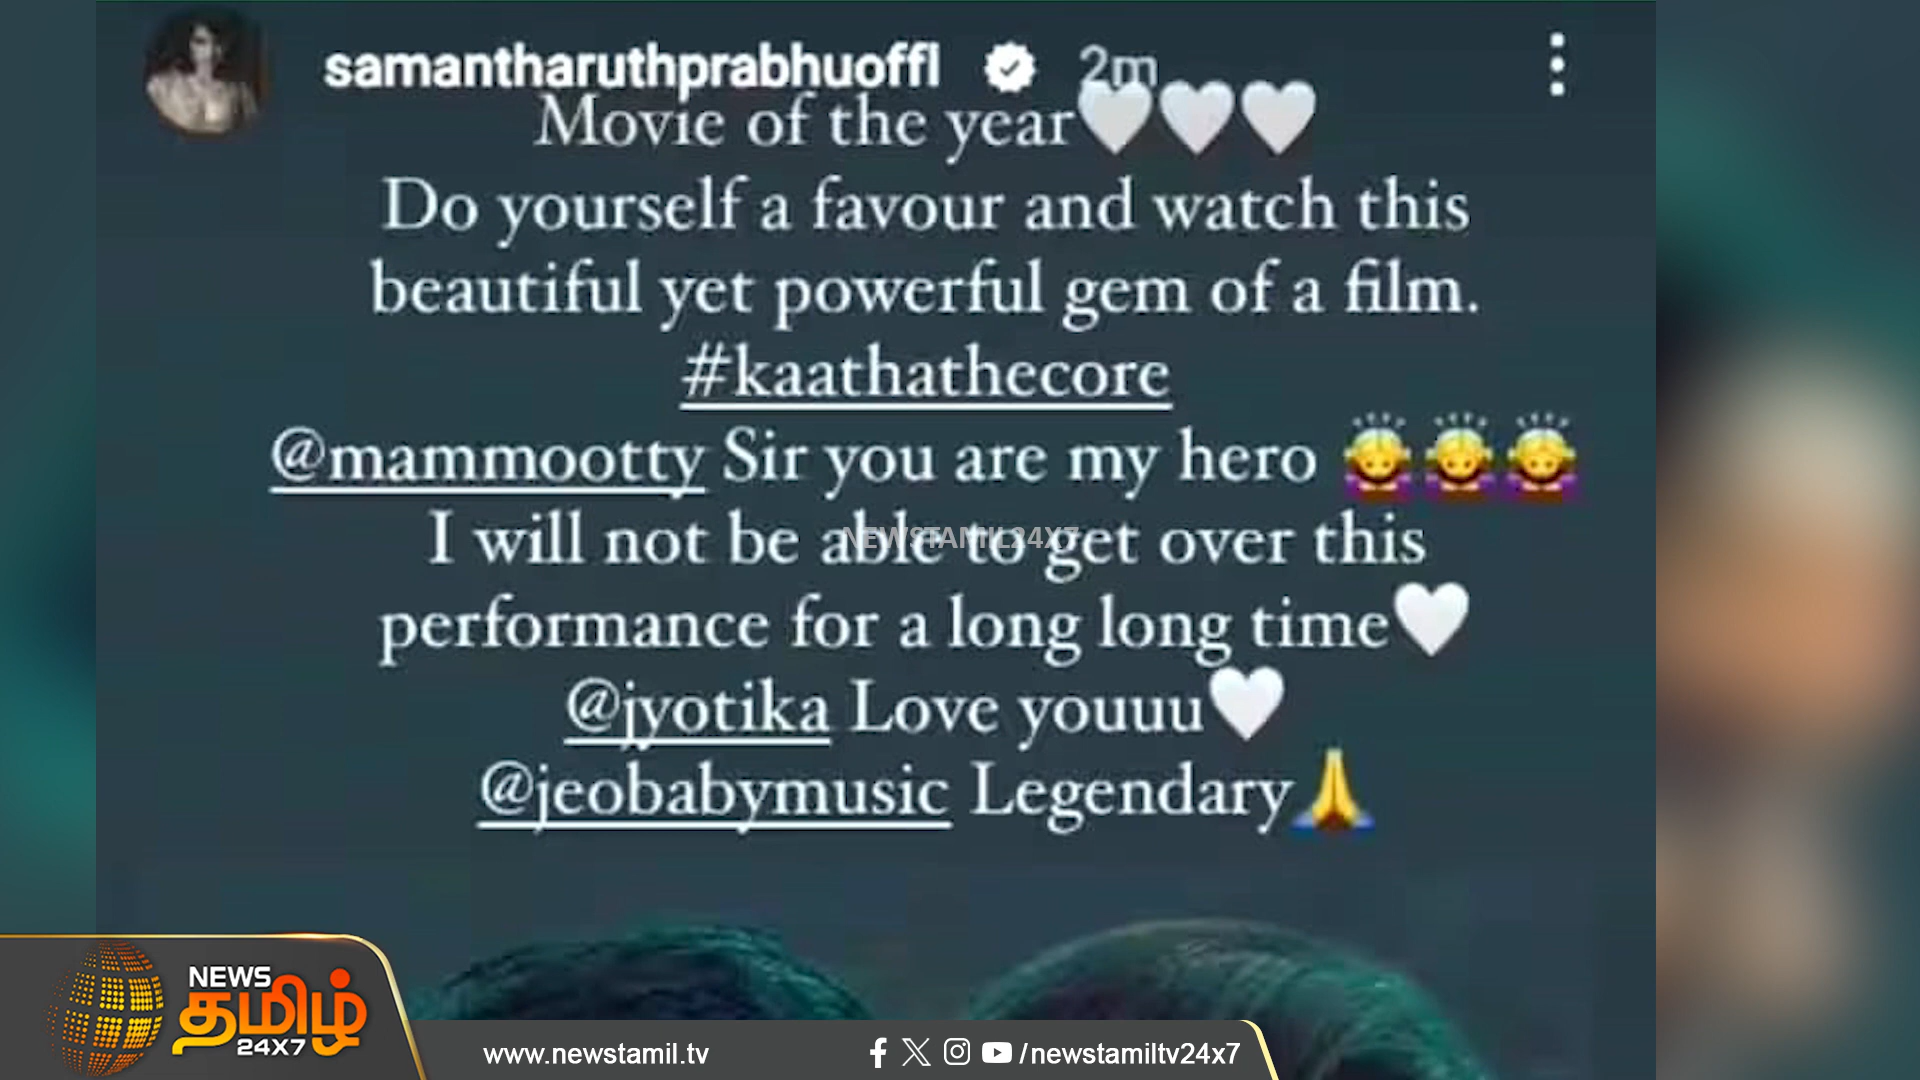 samantharuthprabhuoffl 2m
Movie of the year🤍🤍🤍
Do yourself a favour and watch this
beautiful yet powerful gem of a film.
#kaathathecore
@mammootty Sir you are my hero 🙇‍♀️🙇‍♀️🙇‍♀️
I will not be able to get over this
NEWSTAMIL24X7
performance for a long long time🤍
@jyotika Love youuu🤍
@jeobabymusic Legendary🙏
NEWS
தமிழ்
24X7
www.newstamil.tv
/newstamiltv24x7